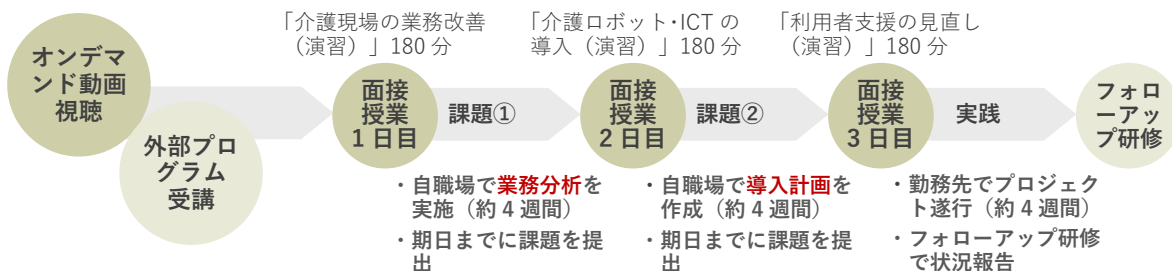 「介護現場の業務改善
（演習）」180 分
「介護ロボット･ICT の
導入（演習）」180 分
「利用者支援の見直し
（演習）」180 分
オンデマ
ンド動画
視聴
外部プロ
グラム
受講
面接
授業
1 日目
課題①
面接
授業
2 日目
課題②
面接
授業
3 日目
実践
フォロ
ーアッ
プ研修
・自職場で業務分析を
実施（約 4 週間）
・期日までに課題を提
出
・自職場で導入計画を
作成（約 4 週間）
・期日までに課題を提
出
・勤務先でプロジェク
ト遂行（約 4 週間）
・フォローアップ研修
で状況報告